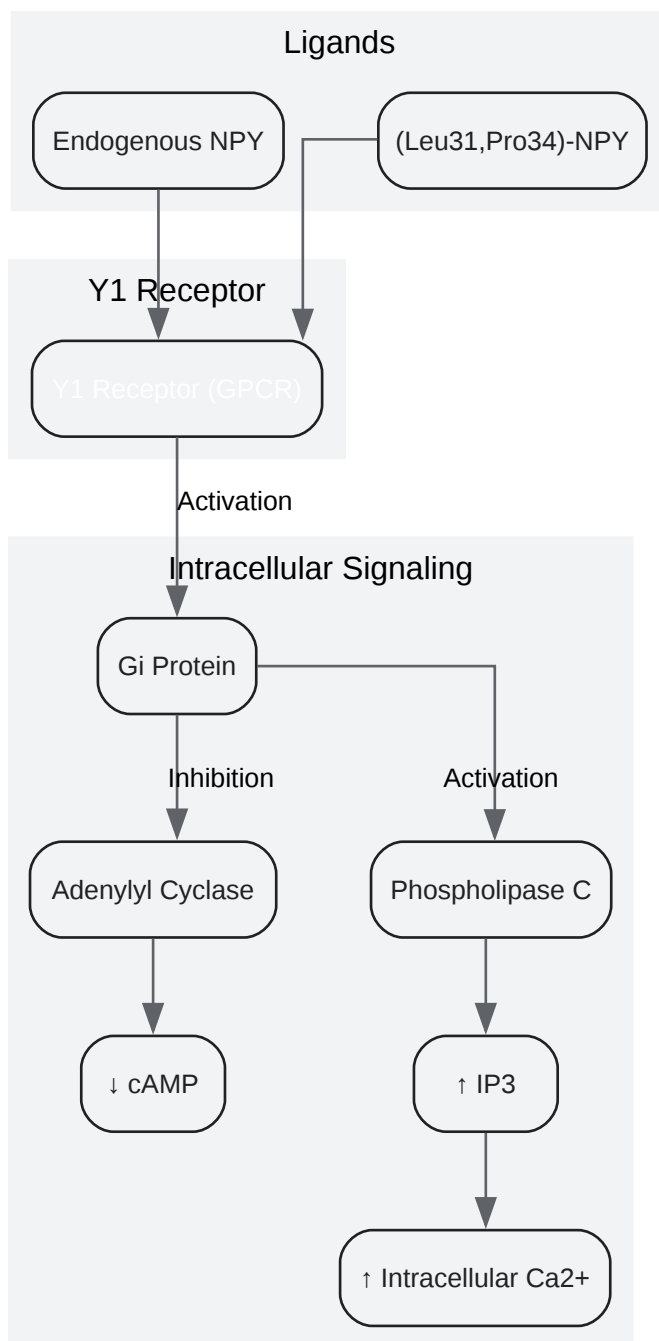 Ligands
Endogenous NPY
(Leu31,Pro34)-NPY
Y1 Receptor
Y1 Receptor (GPCR)
Activation
Intracellular Signaling
Gi Protein
Inhibition
Activation
Adenylyl Cyclase
Phospholipase C
↓ cAMP
↑ IP3
↑ Intracellular Ca2+